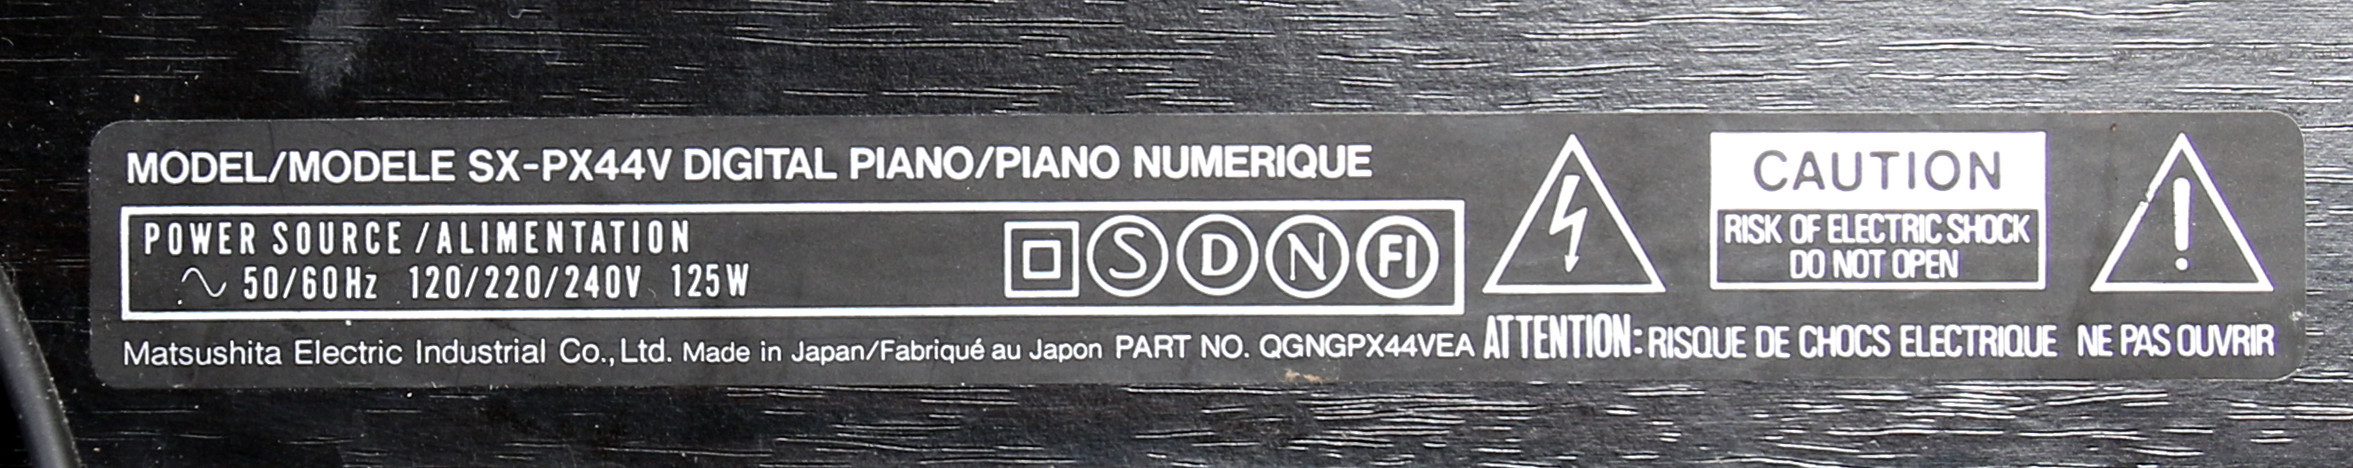 MODEL/MODELE SX-PX44V DIGITAL PIANO/PIANO NUMERIQUE
POWER SOURCE/ALIMENTATION
~ 50/60Hz 120/220/240V 125W
S D N FI
CAUTION
RISK OF ELECTRIC SHOCK
DO NOT OPEN
!
Matsushita Electric Industrial Co., Ltd. Made in Japan/Fabriqué au Japon PART NO. QGNGPX44VEA
ATTENTION: RISQUE DE CHOCS ELECTRIQUE NE PAS OUVRIR